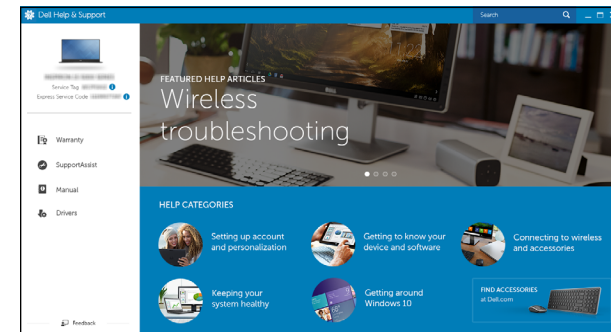 Dell Help & Support
Search
Service Tag
Express Service Code
Warranty
SupportAssist
Manual
Drivers
Feedback
FEATURED HELP ARTICLES
Wireless
troubleshooting
HELP CATEGORIES
Setting up account
and personalization
Getting to know your
device and software
Connecting to wireless
and accessories
Keeping your
system healthy
Getting around
Windows 10
FIND ACCESSORIES
at Dell.com